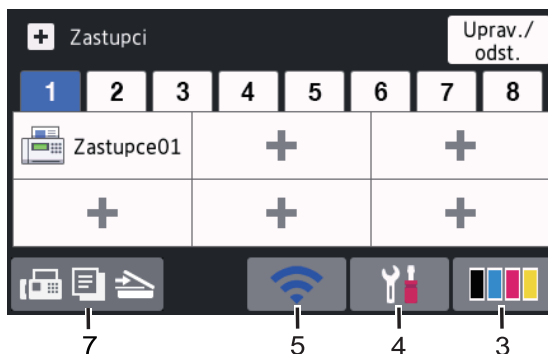 Zastupci
Uprav./
odst.
1 2 3 4 5 6 7 8
Zastupce01
7 5 4 3